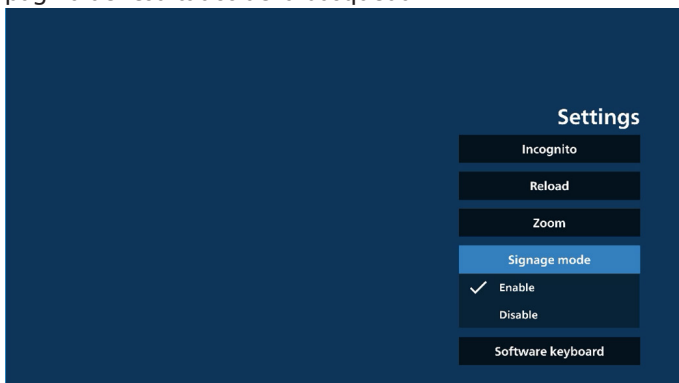 Settings
Incognito
Reload
Zoom
Signage mode
Enable
Disable
Software keyboard